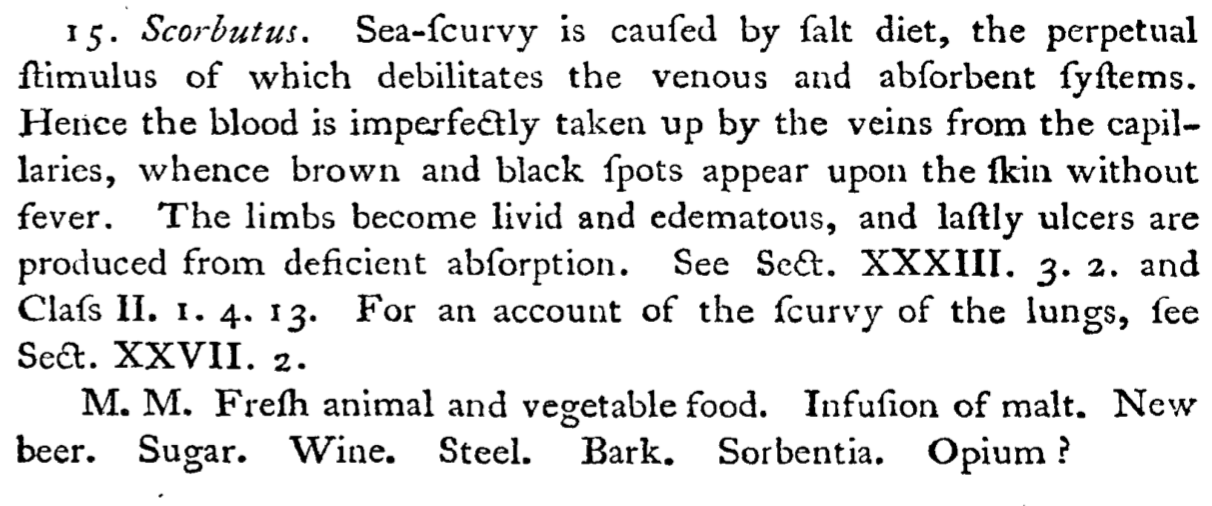 15. Scorbutus. Sea-ſcurvy is cauſed by ſalt diet, the perpetual
ſtimulus of which debilitates the venous and abſorbent ſyſtems.
Hence the blood is imperfectly taken up by the veins from the capil-
laries, whence brown and black ſpots appear upon the ſkin without
fever. The limbs become livid and edematous, and laſtly ulcers are
produced from deficient abſorption. See Sect. XXXIII. 3. 2. and
Claſs II. 1. 4. 13. For an account of the ſcurvy of the lungs, ſee
Sect. XXVII. 2.
M. M. Freſh animal and vegetable food. Infuſion of malt. New
beer. Sugar. Wine. Steel. Bark. Sorbentia. Opium?